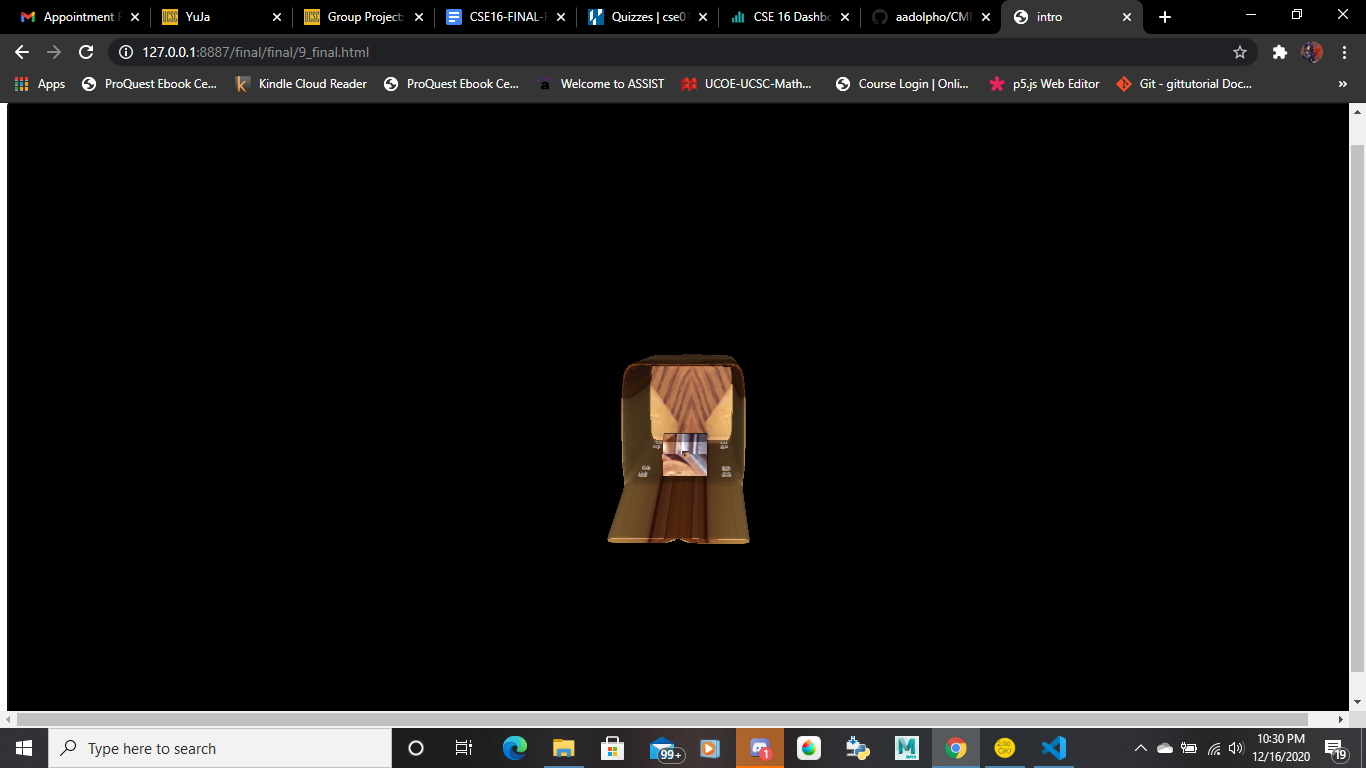 Appointment F
YuJa
Group Project
CSE16-FINAL-
Quizzes | cse01
CSE 16 Dashbo
aadolpho/CM
intro
127.0.0.1:8887/final/final/9_final.html
Apps
ProQuest Ebook Ce...
Kindle Cloud Reader
ProQuest Ebook Ce...
a
Welcome to ASSIST
UCOE-UCSC-Math...
Course Login | Onli...
p5.js Web Editor
Git - gittutorial Doc...
»
Type here to search
99+
1
M
10:30 PM
12/16/2020
19